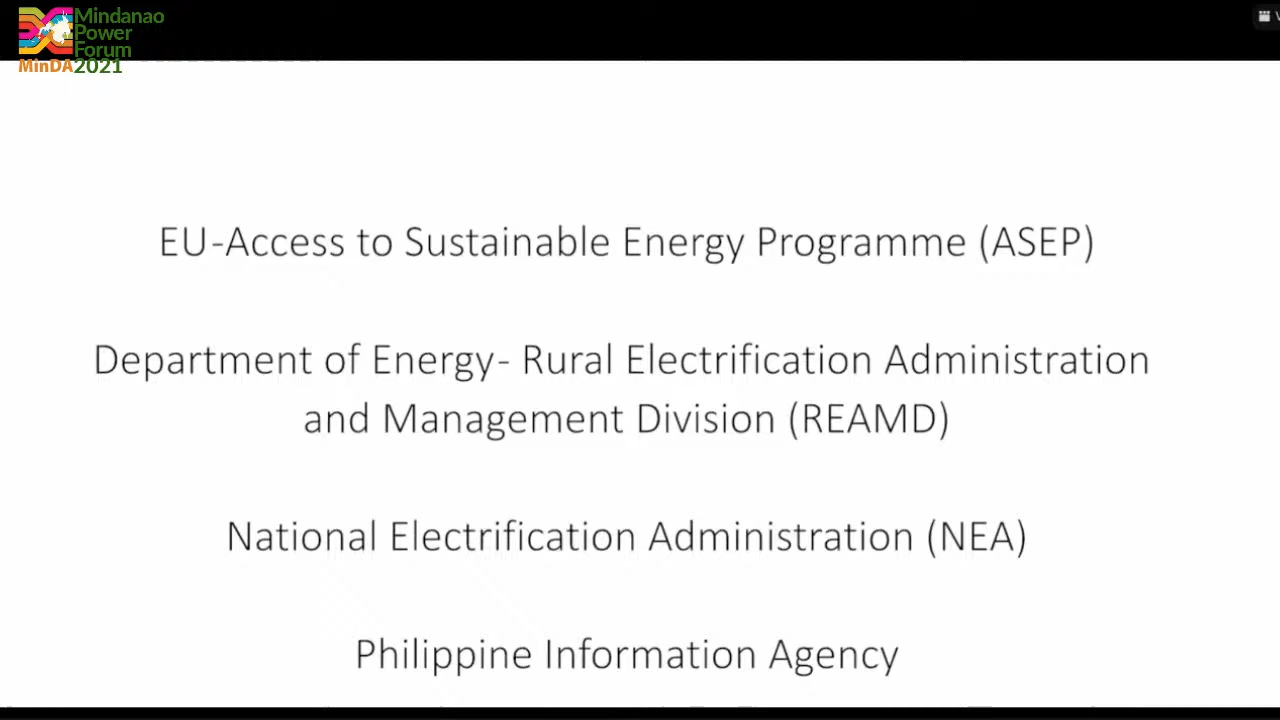 Mindanao
Power
Forum
MinDA2021
EU-Access to Sustainable Energy Programme (ASEP)
Department of Energy- Rural Electrification Administration
and Management Division (REAMD)
National Electrification Administration (NEA)
Philippine Information Agency